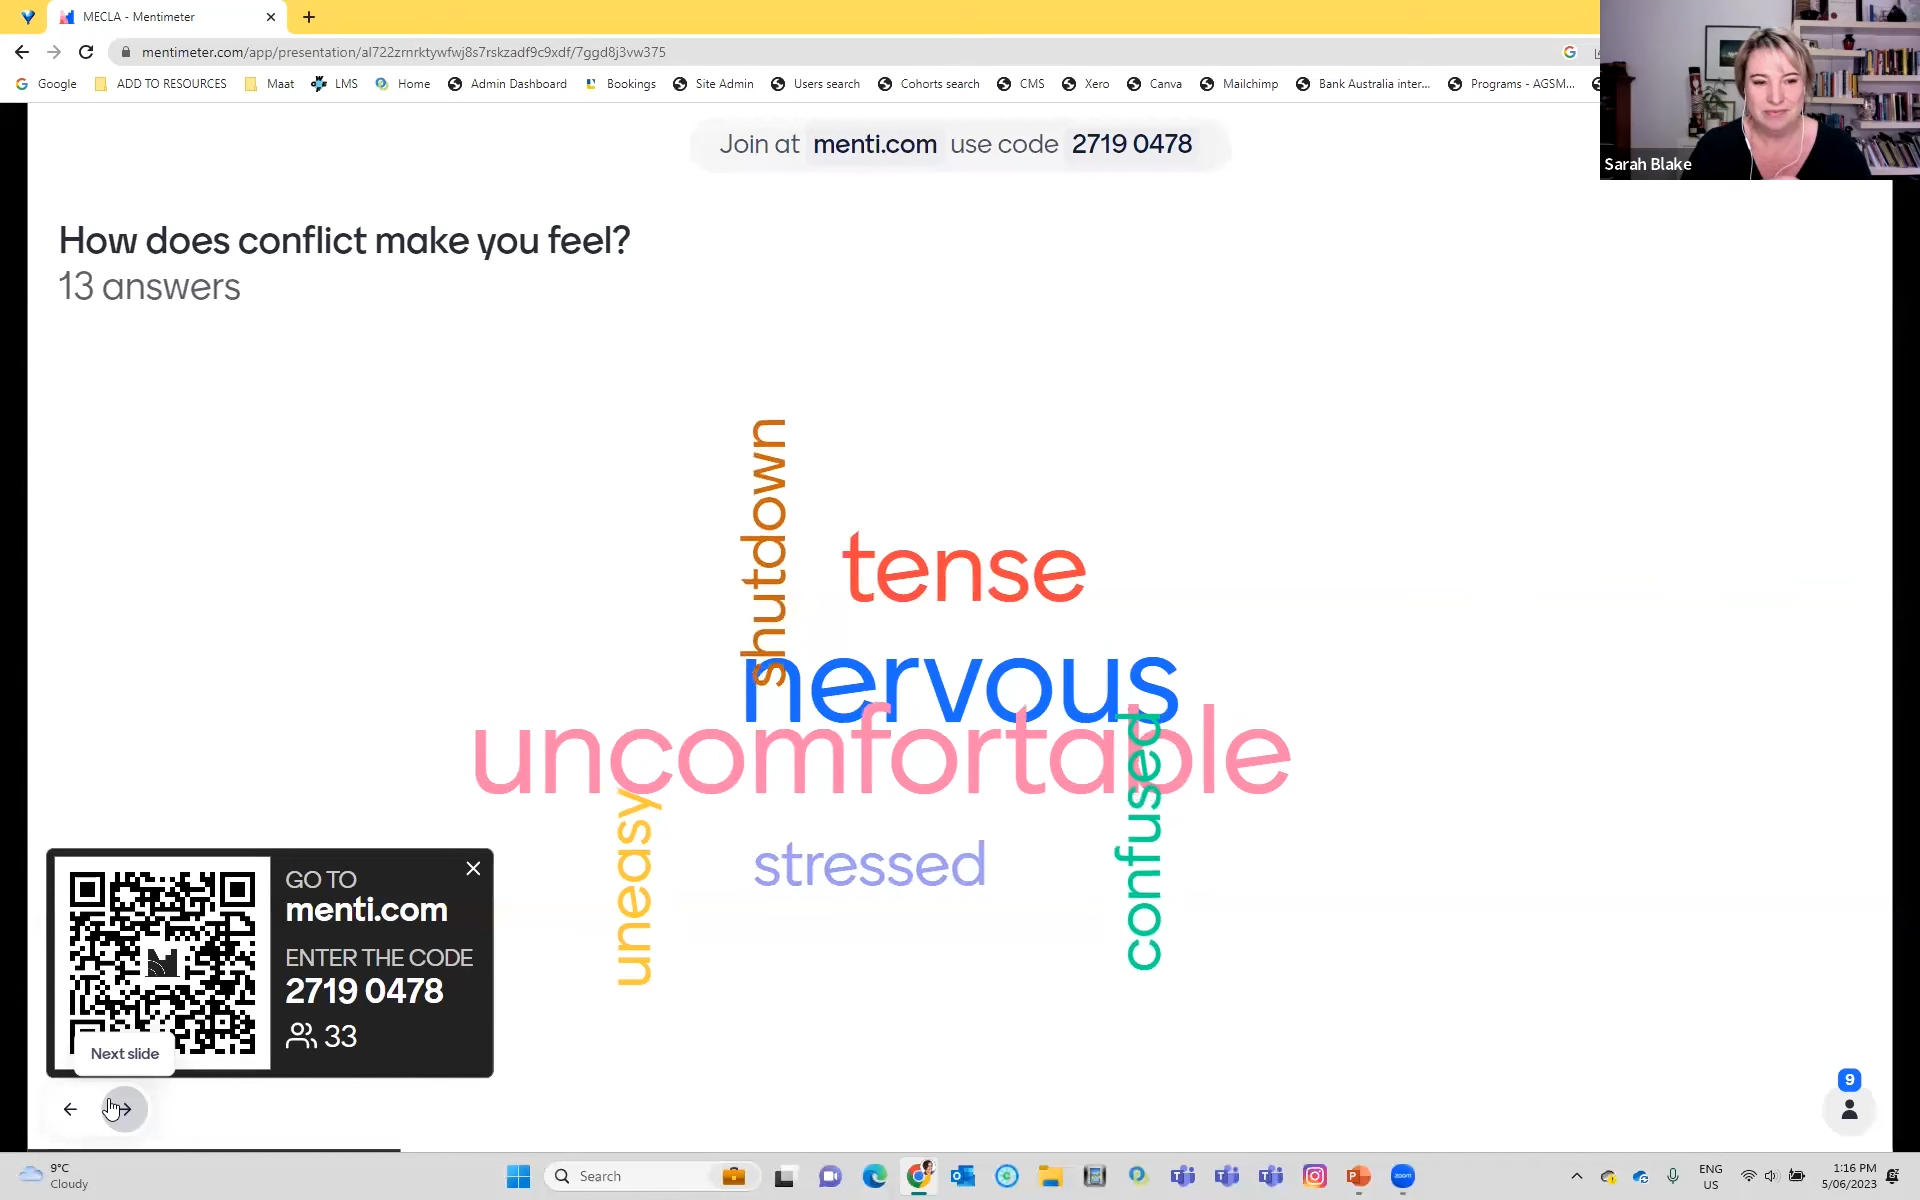 MECLA - Mentimeter
mentimeter.com/app/presentation/al722zrnrktywfwj8s7rskzadf9c9xdf/7ggd8j3vw375
Google ADD TO RESOURCES Maat LMS Home Admin Dashboard Bookings Site Admin Users search Cohorts search CMS Xero Canva Mailchimp Bank Australia inter... Programs - AGSM...
Sarah Blake
Join at menti.com use code 2719 0478
How does conflict make you feel?
13 answers
shutdown
tense
nervous
uncomfortable
confused
uneasy
stressed
GO TO
menti.com
ENTER THE CODE
2719 0478
33
Next slide
9
9°C
Cloudy
Search
zoom
ENG
US
1:16 PM
5/06/2023